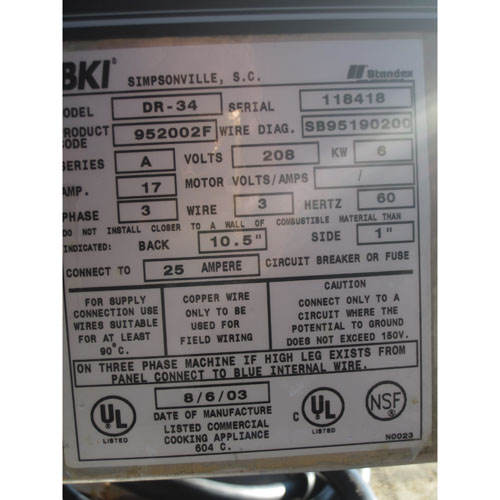 BKI® SIMPSONVILLE, S.C. Standex
MODEL DR-34 SERIAL 118418
PRODUCT CODE 952002F WIRE DIAG. SB95190200
SERIES A VOLTS 208 KW 6
AMP. 17 MOTOR VOLTS/AMPS /
PHASE 3 WIRE 3 HERTZ 60
DO NOT INSTALL CLOSER TO A WALL OF COMBUSTIBLE MATERIAL THAN
INDICATED: BACK 10.5" SIDE 1"
CONNECT TO 25 AMPERE CIRCUIT BREAKER OR FUSE
FOR SUPPLY
CONNECTION USE
WIRES SUITABLE
FOR AT LEAST
90°C.
COPPER WIRE
ONLY TO BE
USED FOR
FIELD WIRING
CAUTION
CONNECT ONLY TO A
CIRCUIT WHERE THE
POTENTIAL TO GROUND
DOES NOT EXCEED 150V.
ON THREE PHASE MACHINE IF HIGH LEG EXISTS FROM
PANEL CONNECT TO BLUE INTERNAL WIRE.
8/6/03
DATE OF MANUFACTURE
LISTED COMMERCIAL
COOKING APPLIANCE
604 C.
UL
LISTED
C UL
LISTED
NSF
N0023